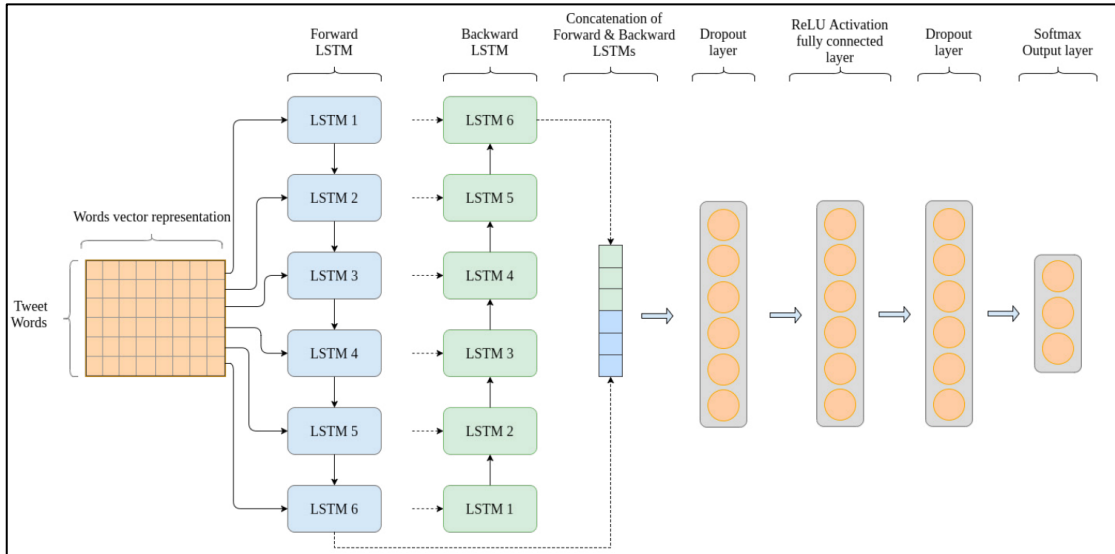 Forward
LSTM
Backward
LSTM
Concatenation of
Forward & Backward
LSTMs
Dropout
layer
ReLU Activation
fully connected
layer
Dropout
layer
Softmax
Output layer
Words vector representation
Tweet
Words
LSTM 1
LSTM 2
LSTM 3
LSTM 4
LSTM 5
LSTM 6
LSTM 6
LSTM 5
LSTM 4
LSTM 3
LSTM 2
LSTM 1